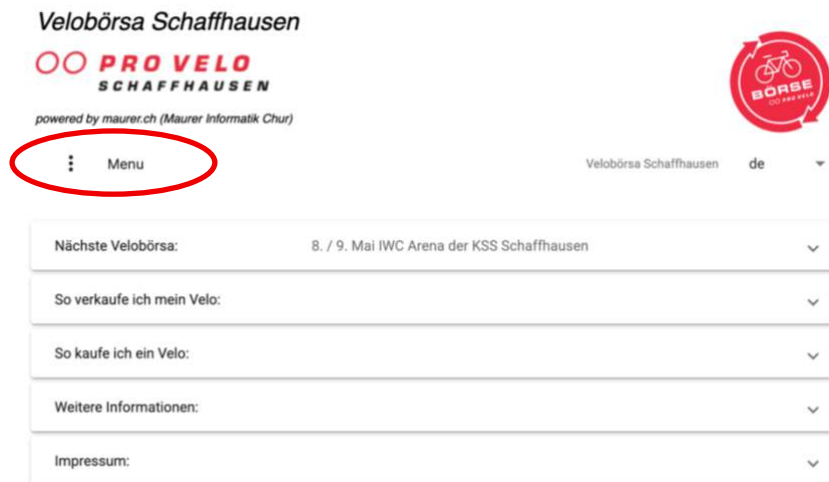 Velobörsa Schaffhausen
PRO VELO
SCHAFFHAUSEN
BÖRSE
PRO VELO
powered by maurer.ch (Maurer Informatik Chur)
Menu
Velobörsa Schaffhausen
de
Nächste Velobörsa:
8. / 9. Mai IWC Arena der KSS Schaffhausen
So verkaufe ich mein Velo:
So kaufe ich ein Velo:
Weitere Informationen:
Impressum: